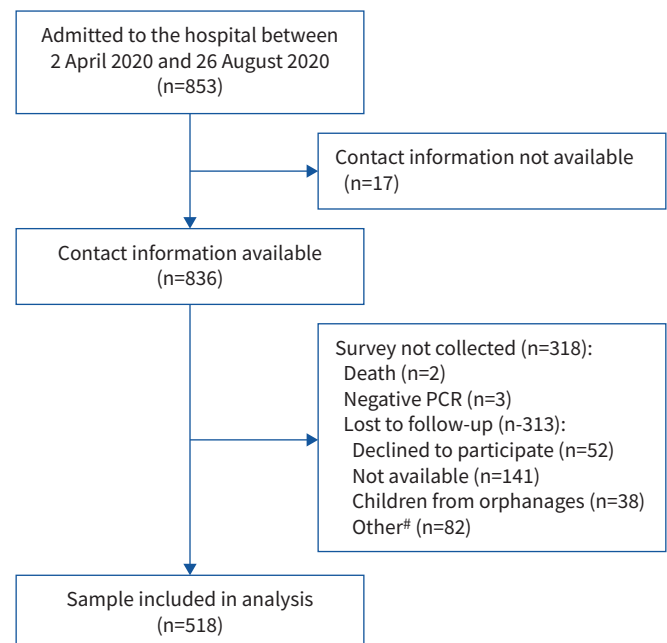 Admitted to the hospital between
2 April 2020 and 26 August 2020
(n=853)
Contact information not available
(n=17)
Contact information available
(n=836)
Survey not collected (n=318):
Death (n=2)
Negative PCR (n=3)
Lost to follow-up (n-313):
Declined to participate (n=52)
Not available (n=141)
Children from orphanages (n=38)
Other# (n=82)
Sample included in analysis
(n=518)